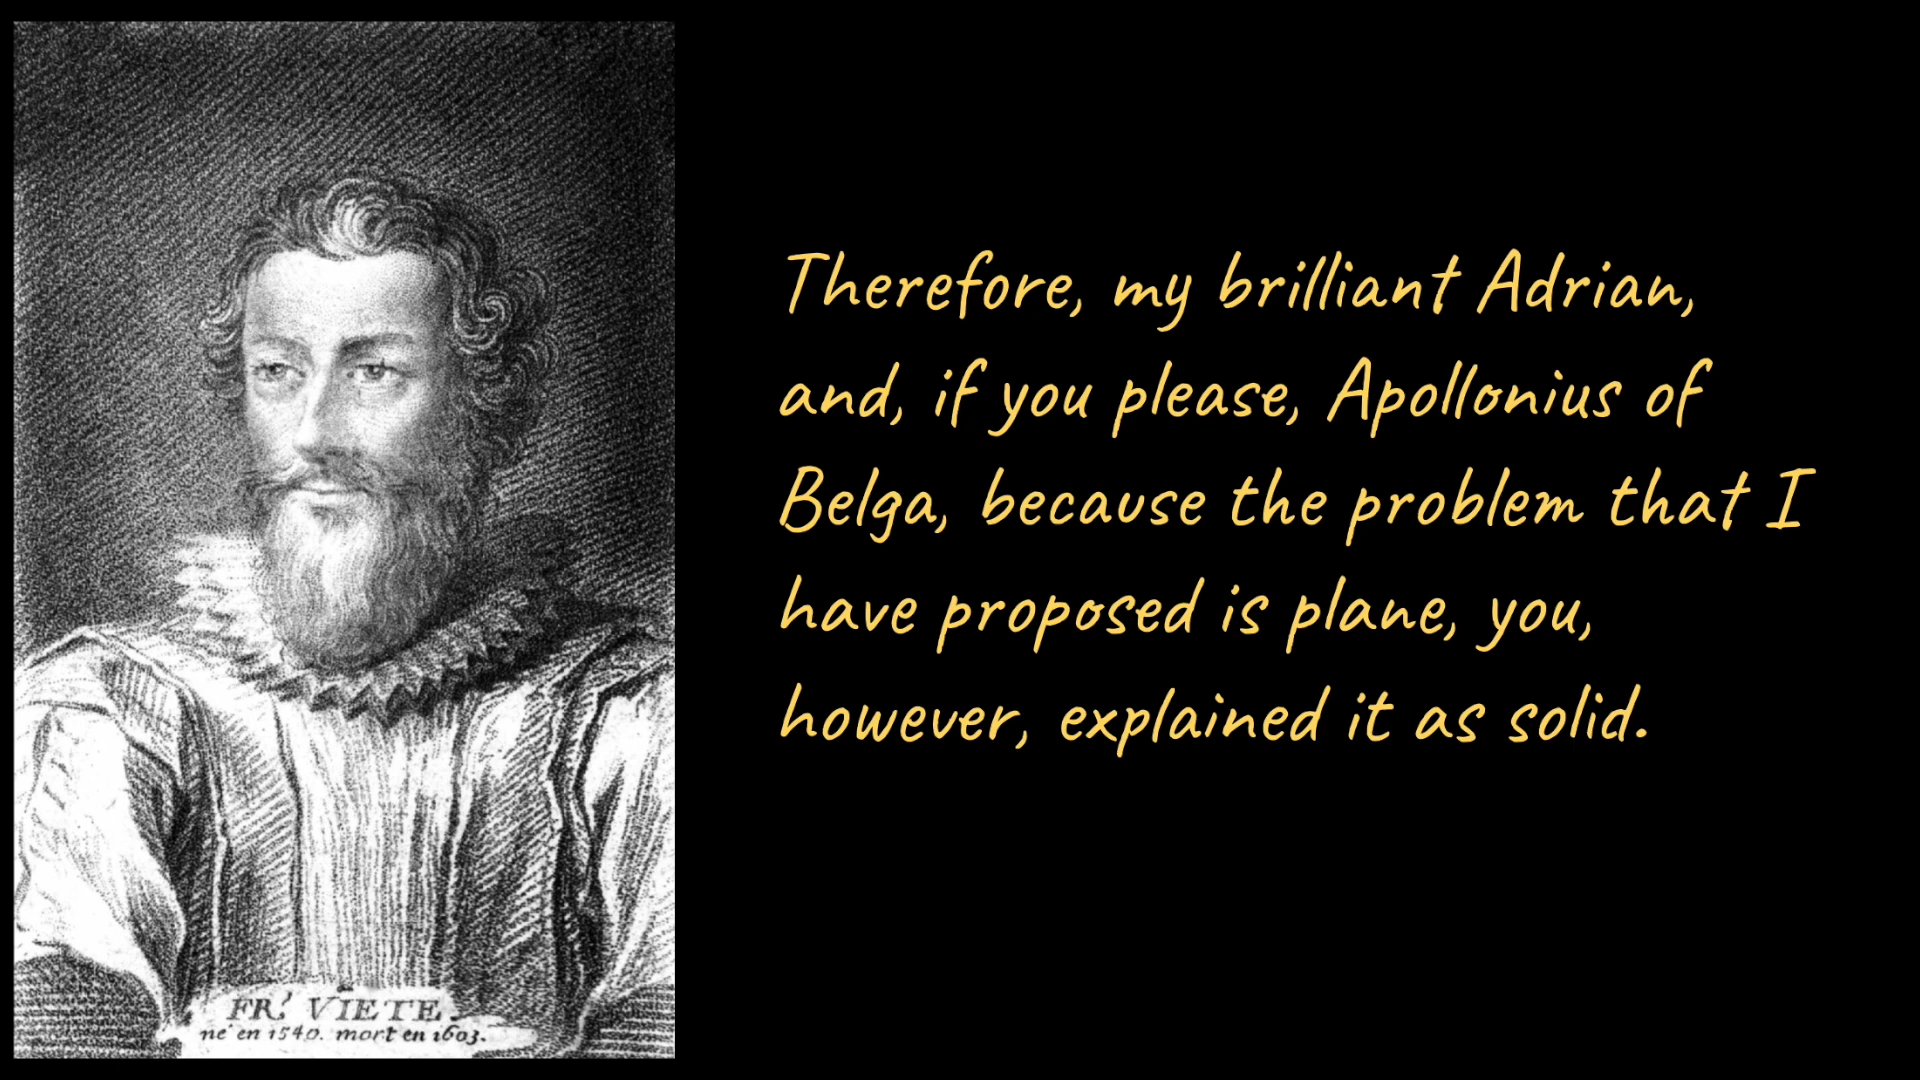 Therefore, my brilliant Adrian,
and, if you please, Apollonius of
Belga, because the problem that I
have proposed is plane, you,
however, explained it as solid.
FR? VIETE.
né en 1540. mort en 1603.